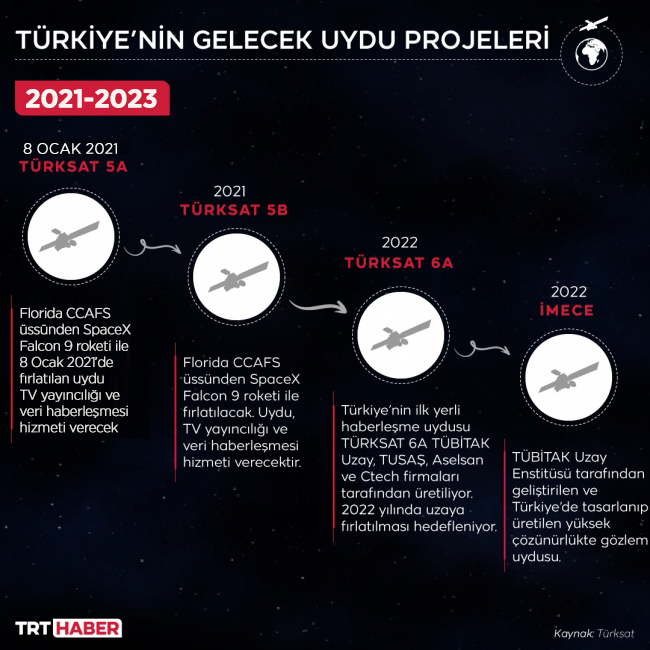 TÜRKİYE'NİN GELECEK UYDU PROJELERİ
2021-2023
8 OCAK 2021
TÜRKSAT 5A
Florida CCAFS
üssünden SpaceX
Falcon 9 roketi ile
8 Ocak 2021'de
fırlatılan uydu
TV yayıncılığı ve
veri haberleşmesi
hizmeti verecek
2021
TÜRKSAT 5B
Florida CCAFS
üssünden SpaceX
Falcon 9 roketi ile
fırlatılacak. Uydu,
TV yayıncılığı ve
veri haberleşmesi
hizmeti verecektir.
2022
TÜRKSAT 6A
Türkiye'nin ilk yerli
haberleşme uydusu
TÜRKSAT 6A TÜBİTAK
Uzay, TUSAŞ, Aselsan
ve Ctech firmaları
tarafından üretiliyor.
2022 yılında uzaya
fırlatılması hedefleniyor.
2022
İMECE
TÜBİTAK Uzay
Enstitüsü tarafından
geliştirilen ve
Türkiye'de tasarlanıp
üretilen yüksek
çözünürlükte gözlem
uydusu.
TRT HABER
Kaynak: Türksat